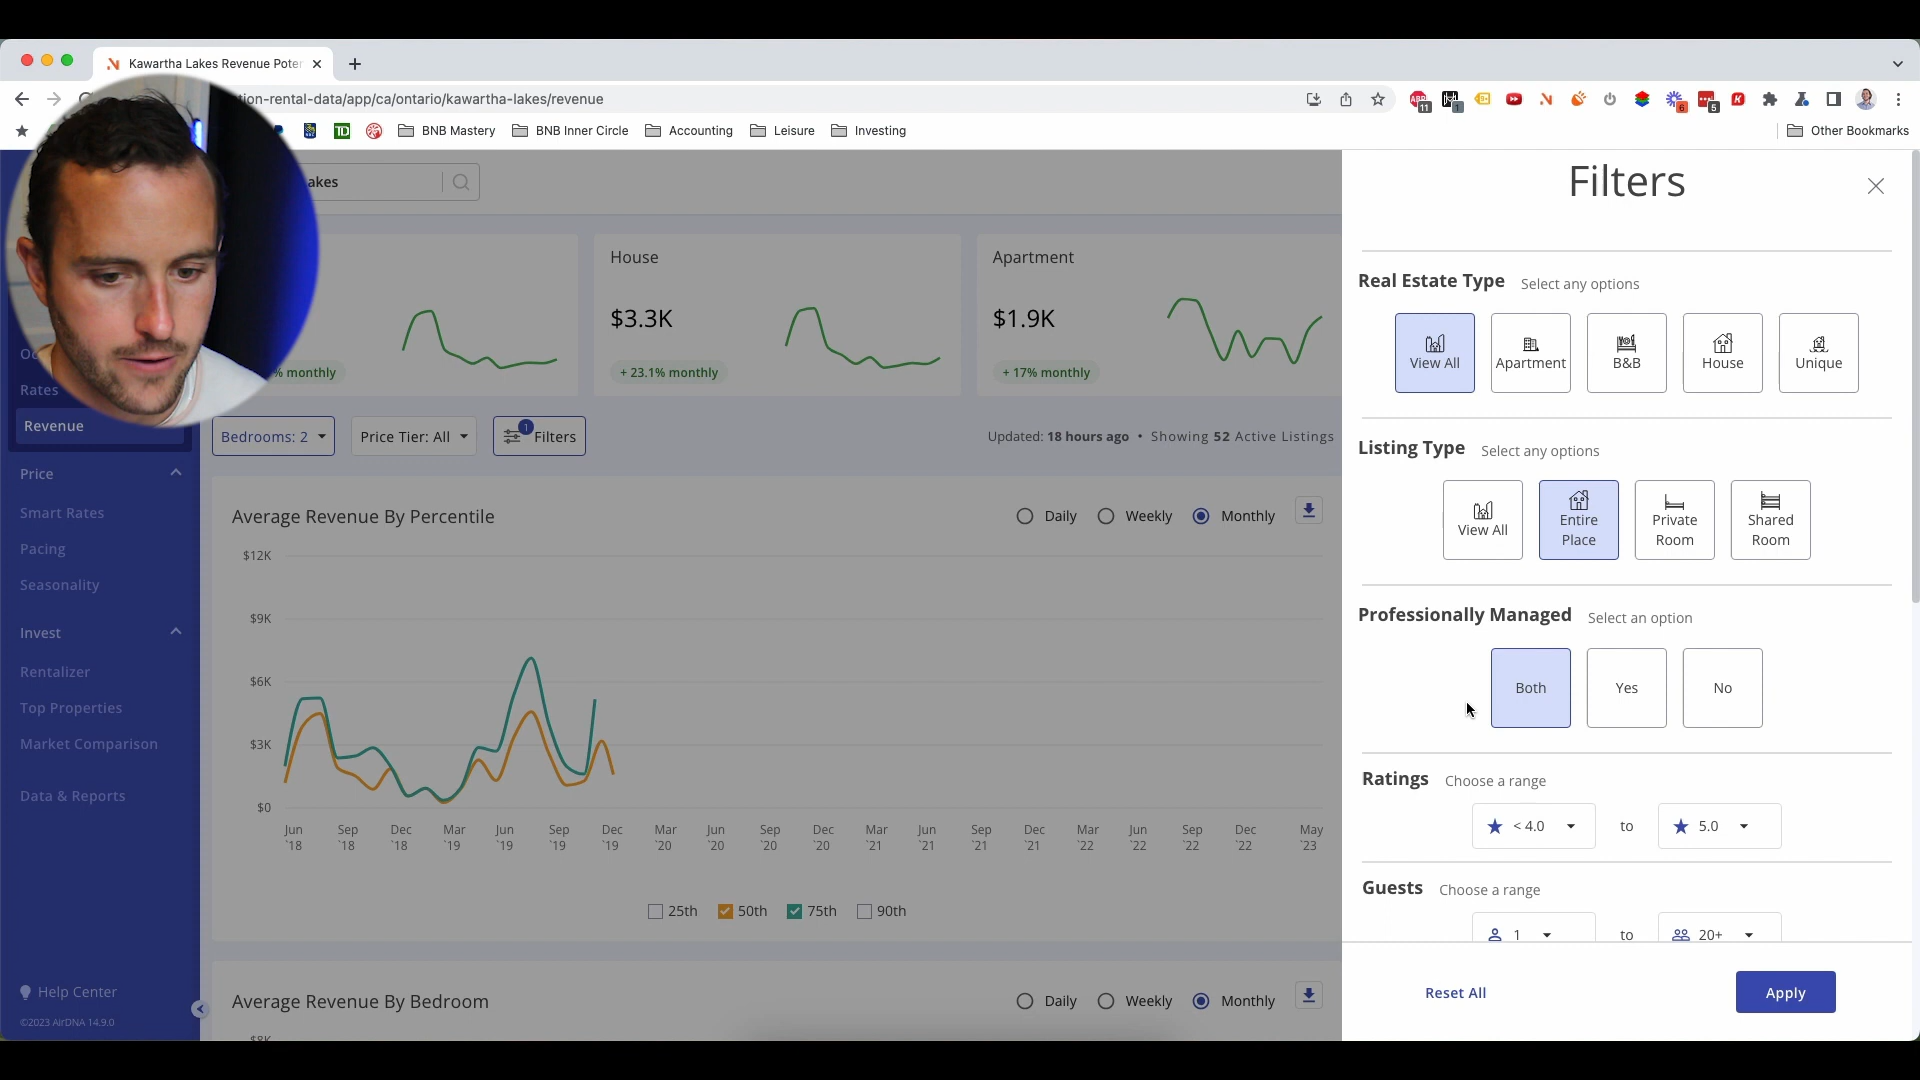 Kawartha Lakes Revenue Poter
tion-rental-data/app/ca/ontario/kawartha-lakes/revenue
11
1
6
5
TD
BNB Mastery
BNB Inner Circle
Accounting
Leisure
Investing
Other Bookmarks
akes
Rates
Revenue
Price
Smart Rates
Pacing
Seasonality
Invest
Rentalizer
Top Properties
Market Comparison
Data & Reports
Help Center
©2023 AirDNA 14.9.0
% monthly
House
$3.3K
+ 23.1% monthly
Apartment
$1.9K
+ 17% monthly
Bedrooms: 2
Price Tier: All
1
Filters
Updated: 18 hours ago • Showing 52 Active Listings
Average Revenue By Percentile
Daily
Weekly
Monthly
$12K
$9K
$6K
$3K
$0
Jun `18
Sep `18
Dec `18
Mar `19
Jun `19
Sep `19
Dec `19
Mar `20
Jun `20
Sep `20
Dec `20
Mar `21
Jun `21
Sep `21
Dec `21
Mar `22
Jun `22
Sep `22
Dec `22
May `23
25th
50th
75th
90th
Average Revenue By Bedroom
Daily
Weekly
Monthly
$8K
Filters
Real Estate Type Select any options
View All
Apartment
B&B
House
Unique
Listing Type Select any options
View All
Entire Place
Private Room
Shared Room
Professionally Managed Select an option
Both
Yes
No
Ratings Choose a range
< 4.0
to
5.0
Guests Choose a range
1
to
20+
Reset All
Apply